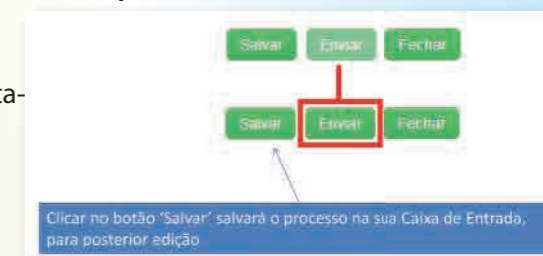 Salvar Enviar Fechar
ta-
Salvar Enviar Fechar
Clicar no botão ‘Salvar’ salvará o processo na sua Caixa de Entrada,
para posterior edição